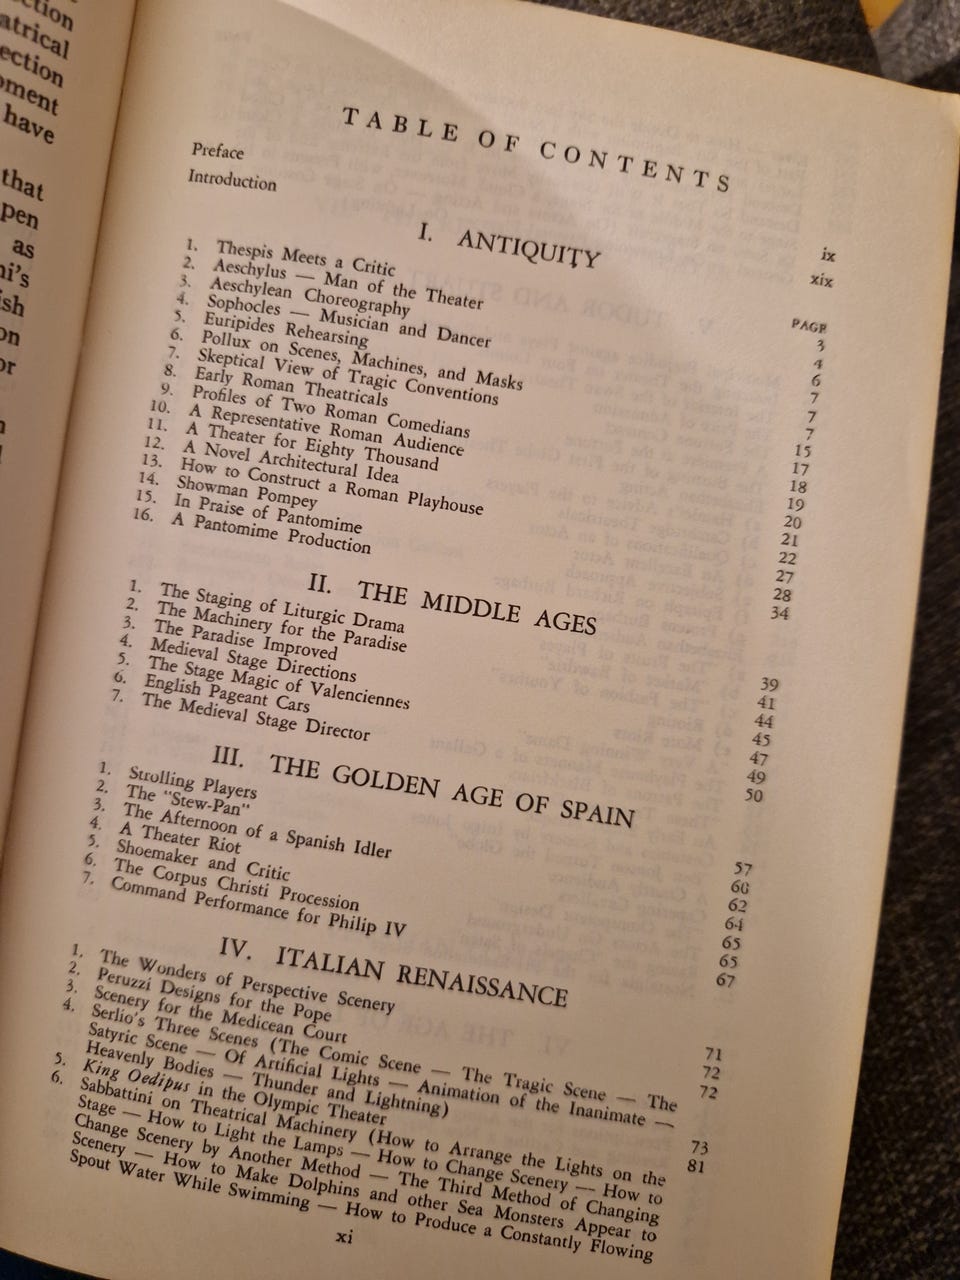 ction
atrical
ection
oment
have
that
pen
as
ni's
ish
on
or
TABLE OF CONTENTS
Preface ix
Introduction xix
I. ANTIQUITY
PAGE
1. Thespis Meets a Critic 3
2. Aeschylus — Man of the Theater 4
3. Aeschylean Choreography 6
4. Sophocles — Musician and Dancer 7
5. Euripides Rehearsing 7
6. Pollux on Scenes, Machines, and Masks 7
7. Skeptical View of Tragic Conventions 15
8. Early Roman Theatricals 17
9. Profiles of Two Roman Comedians 18
10. A Representative Roman Audience 19
11. A Theater for Eighty Thousand 20
12. A Novel Architectural Idea 21
13. How to Construct a Roman Playhouse 22
14. Showman Pompey 27
15. In Praise of Pantomime 28
16. A Pantomime Production 34
II. THE MIDDLE AGES
1. The Staging of Liturgic Drama 39
2. The Machinery for the Paradise 41
3. The Paradise Improved 44
4. Medieval Stage Directions 45
5. The Stage Magic of Valenciennes 47
6. English Pageant Cars 49
7. The Medieval Stage Director 50
III. THE GOLDEN AGE OF SPAIN
1. Strolling Players 57
2. The "Stew-Pan" 60
3. The Afternoon of a Spanish Idler 62
4. A Theater Riot 64
5. Shoemaker and Critic 65
6. The Corpus Christi Procession 65
7. Command Performance for Philip IV 67
IV. ITALIAN RENAISSANCE
1. The Wonders of Perspective Scenery 71
2. Peruzzi Designs for the Pope 72
3. Scenery for the Medicean Court 72
4. Serlio's Three Scenes (The Comic Scene — The Tragic Scene — The
Satyric Scene — Of Artificial Lights — Animation of the Inanimate —
Heavenly Bodies — Thunder and Lightning) 73
5. King Oedipus in the Olympic Theater 81
6. Sabbattini on Theatrical Machinery (How to Arrange the Lights on the
Stage — How to Light the Lamps — How to Change Scenery — How to
Change Scenery by Another Method — The Third Method of Changing
Scenery — How to Make Dolphins and other Sea Monsters Appear to
Spout Water While Swimming — How to Produce a Constantly Flowing
xi